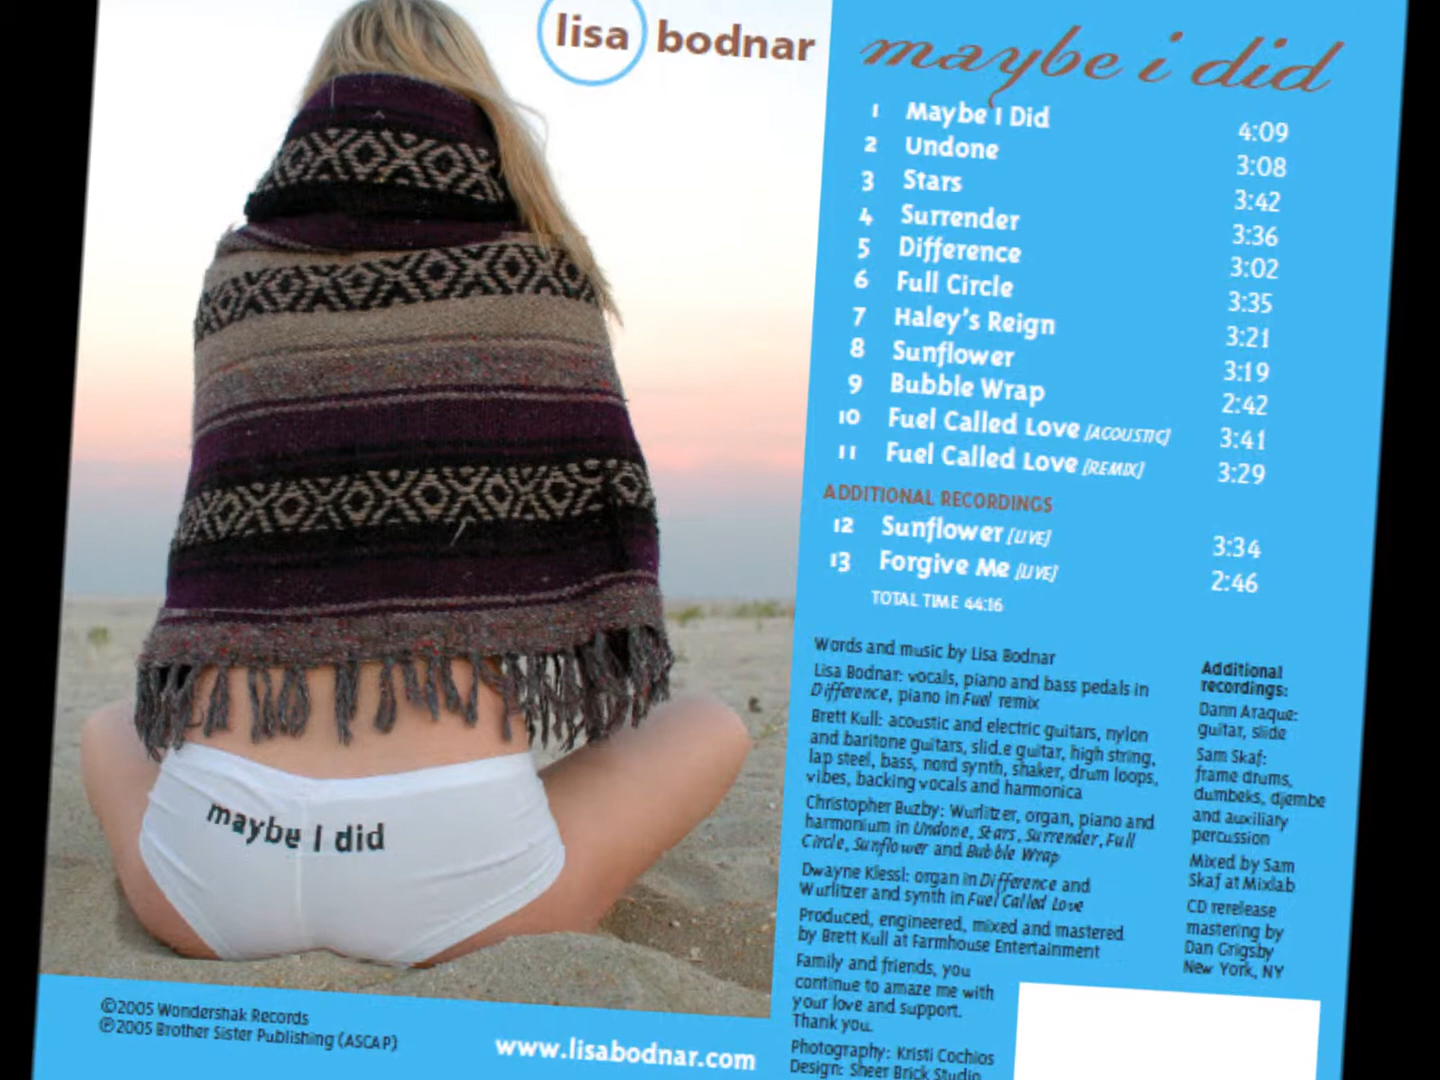 lisa bodnar
maybe i did
maybe I did
©2005 Wondershak Records
℗2005 Brother Sister Publishing (ASCAP)
www.lisabodnar.com
1 Maybe I Did 4:09
2 Undone 3:08
3 Stars 3:42
4 Surrender 3:36
5 Difference 3:02
6 Full Circle 3:35
7 Haley's Reign 3:21
8 Sunflower 3:19
9 Bubble Wrap 2:42
10 Fuel Called Love [ACOUSTIC] 3:41
11 Fuel Called Love [REMIX] 3:29
ADDITIONAL RECORDINGS
12 Sunflower [LIVE] 3:34
13 Forgive Me [LIVE] 2:46
TOTAL TIME 44:16
Words and music by Lisa Bodnar
Lisa Bodnar: vocals, piano and bass pedals in
Difference, piano in Fuel remix
Brett Kull: acoustic and electric guitars, nylon
and baritone guitars, slid.e guitar, high string,
lap steel, bass, nord synth, shaker, drum loops,
vibes, backing vocals and harmonica
Christopher Buzby: Wurlitzer, organ, piano and
harmonium in Undone, Stars, Surrender, Full
Circle, Sunflower and Bubble Wrap
Dwayne Klessl: organ in Difference and
Wurlitzer and synth in Fuel Called Love
Produced, engineered, mixed and mastered
by Brett Kull at Farmhouse Entertainment
Family and friends, you
continue to amaze me with
your love and support.
Thank you.
Photography: Kristi Cochios
Design: Sheer Brick Studio
Additional
recordings:
Dann Araque:
guitar, slide
Sam Skaf:
frame drums,
dumbeks, djembe
and auxiliary
percussion
Mixed by Sam
Skaf at Mixlab
CD rerelease
mastering by
Dan Grigsby
New York, NY